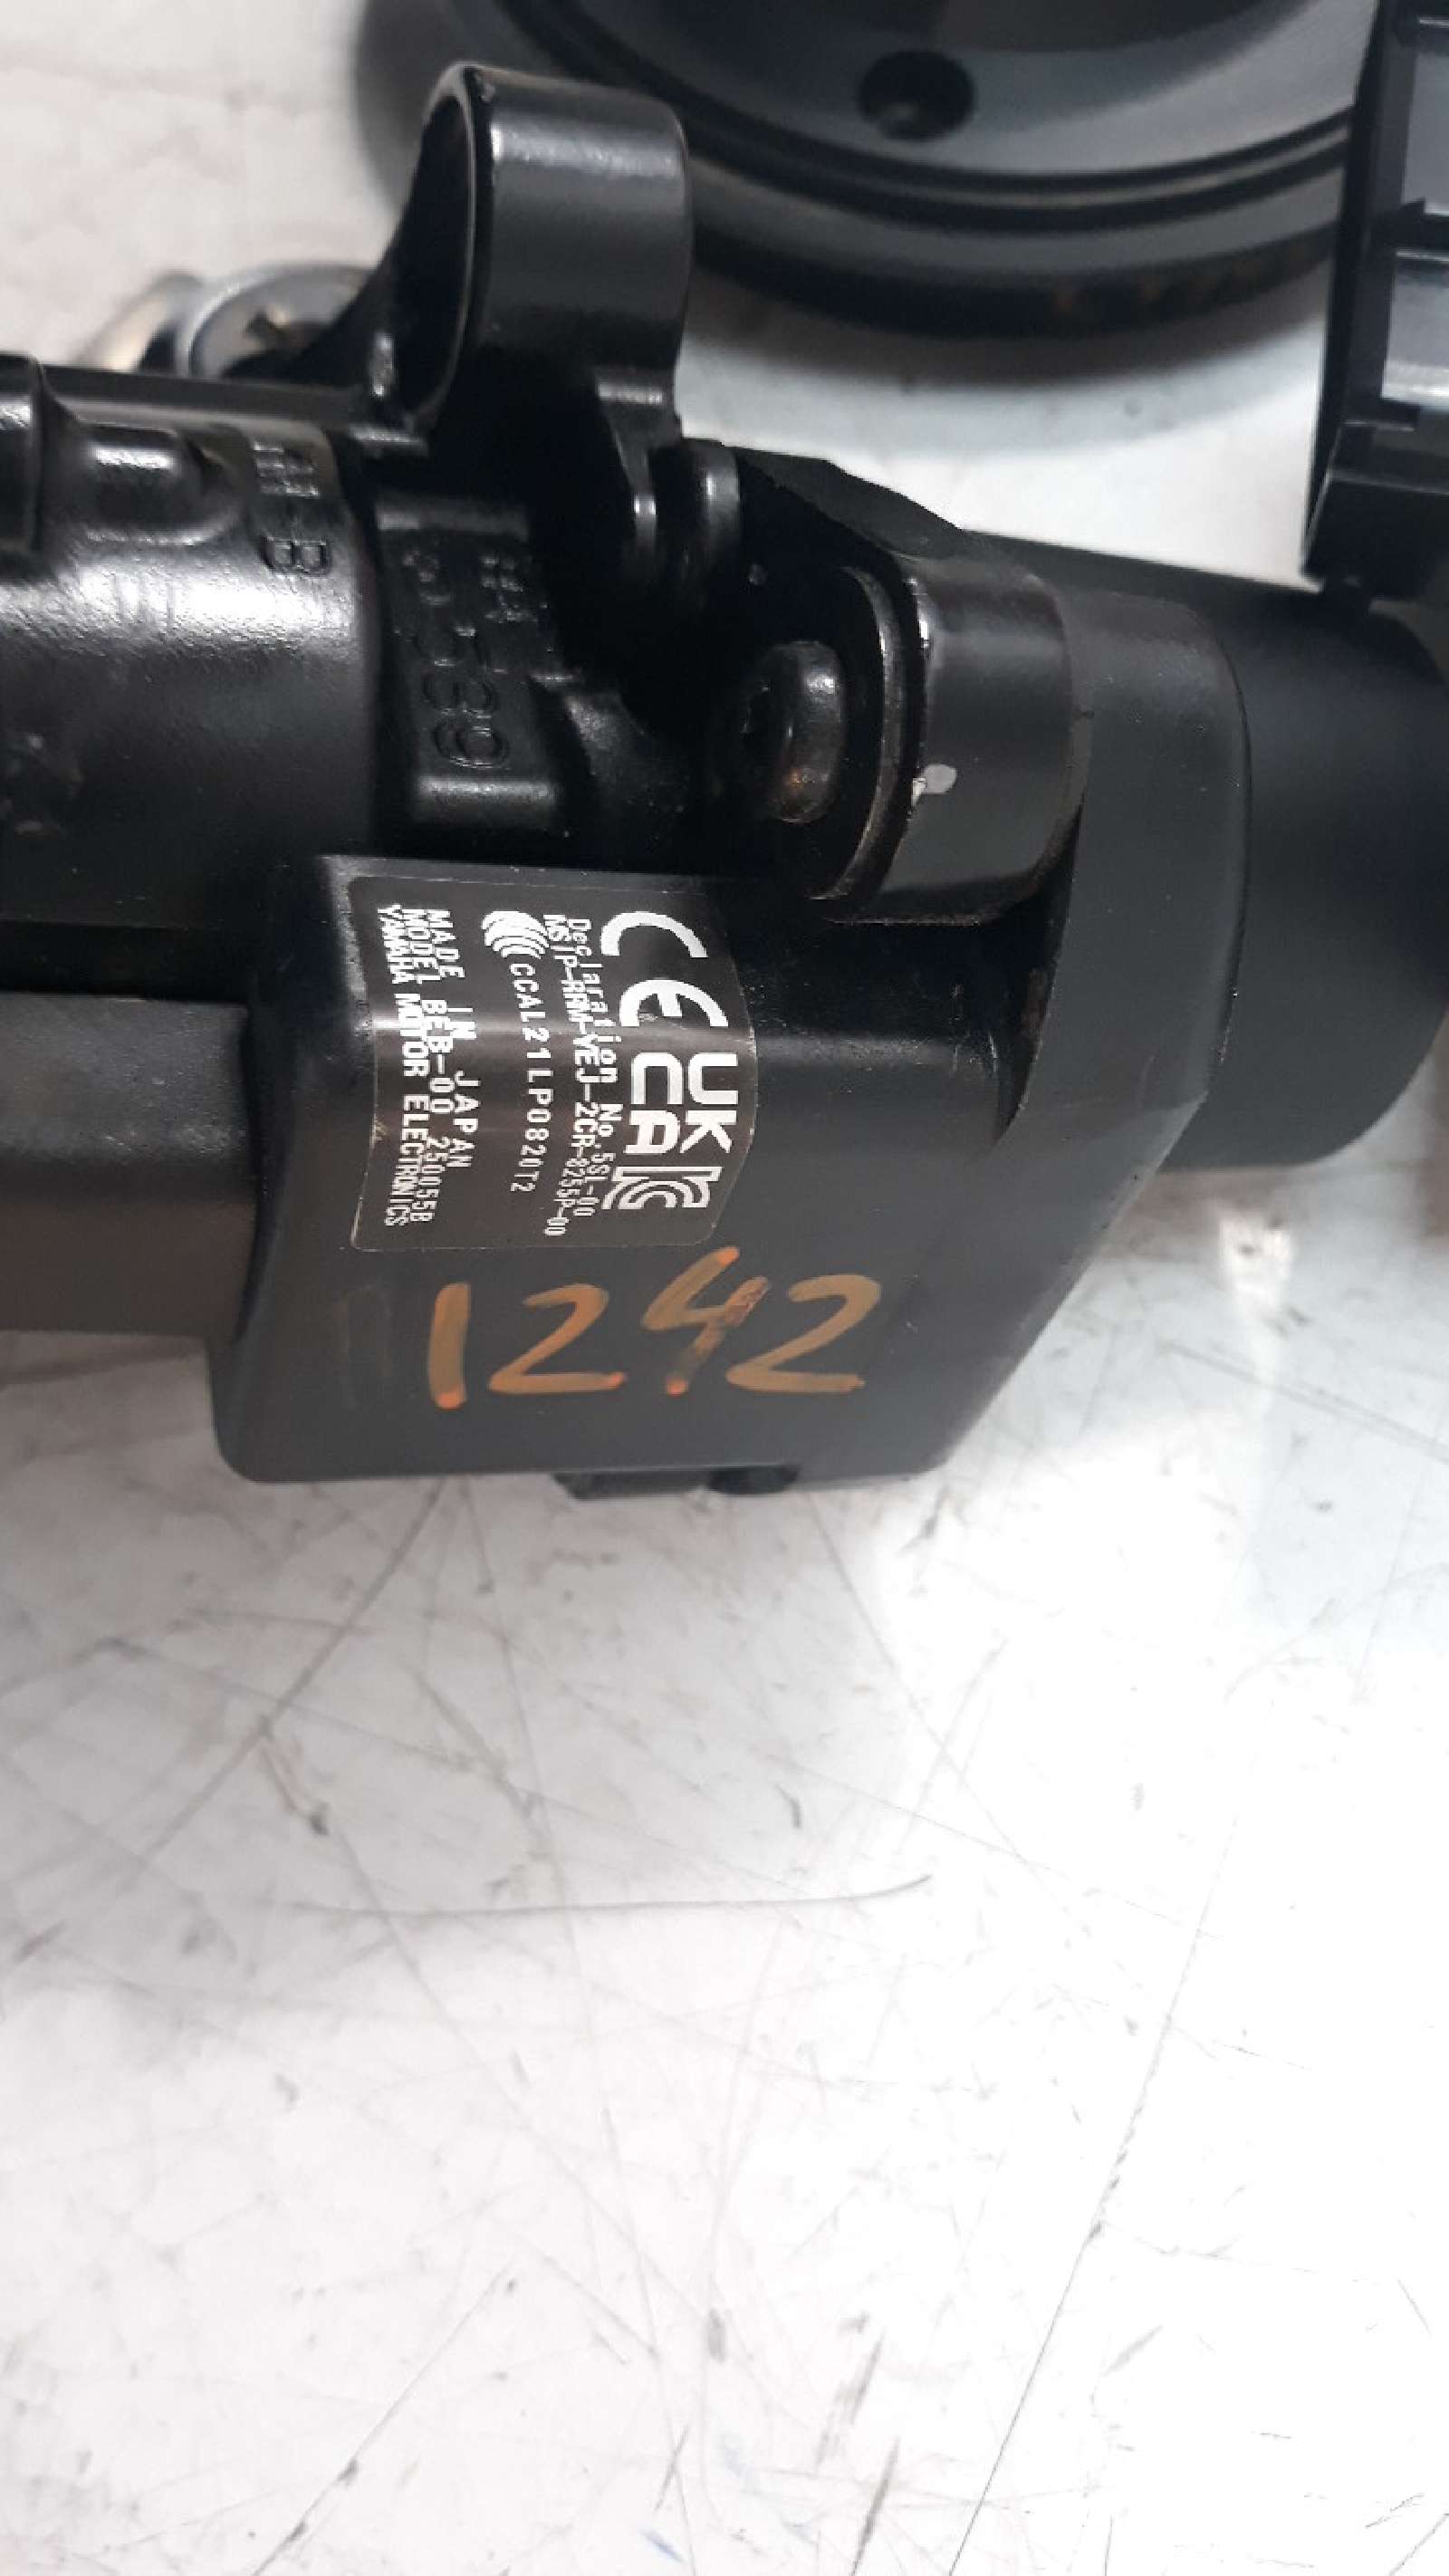 CE UK CA
Declaration No.5SL-00
MSIP-RRM-YEJ-2CR-8255P-00
CCAL21LP0820T2
MADE IN JAPAN
MODEL BEB-00 250055B
YAMAHA MOTOR ELECTRONICS
1242